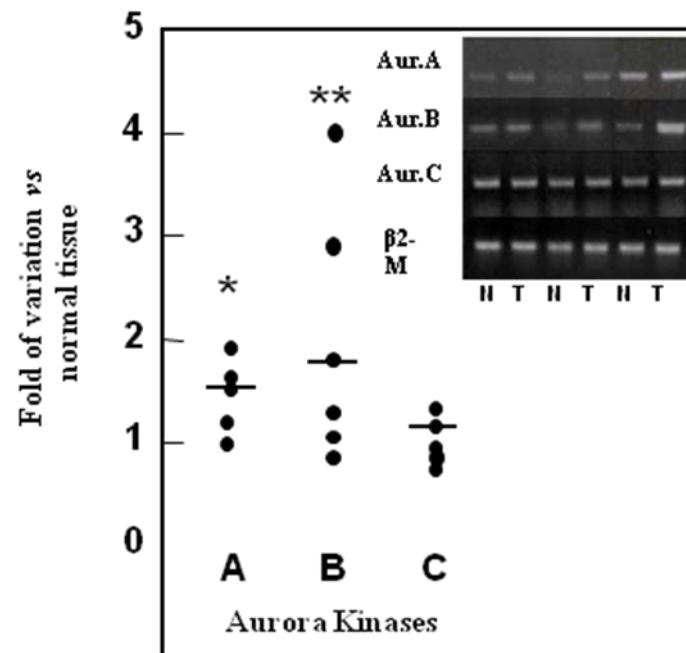 Fold of variation vs
normal tissue
5
4
3
2
1
0
*
**
A
B
C
Aurora Kinases
Aur.A
Aur.B
Aur.C
β2-
M
N T N T N T